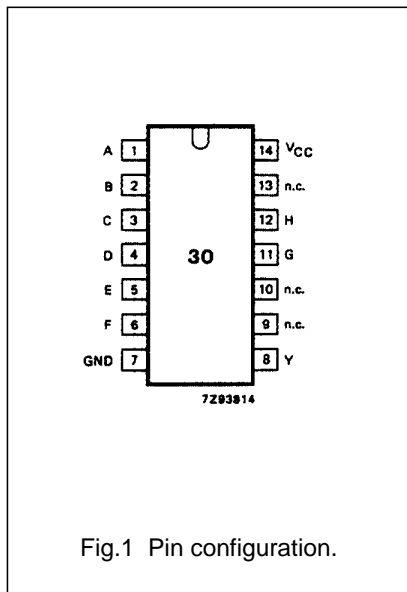 A 1 14 VCC
B 2 13 n.c.
C 3 12 H
D 4 30 11 G
E 5 10 n.c.
F 6 9 n.c.
GND 7 8 Y
7Z93814
Fig.1 Pin configuration.